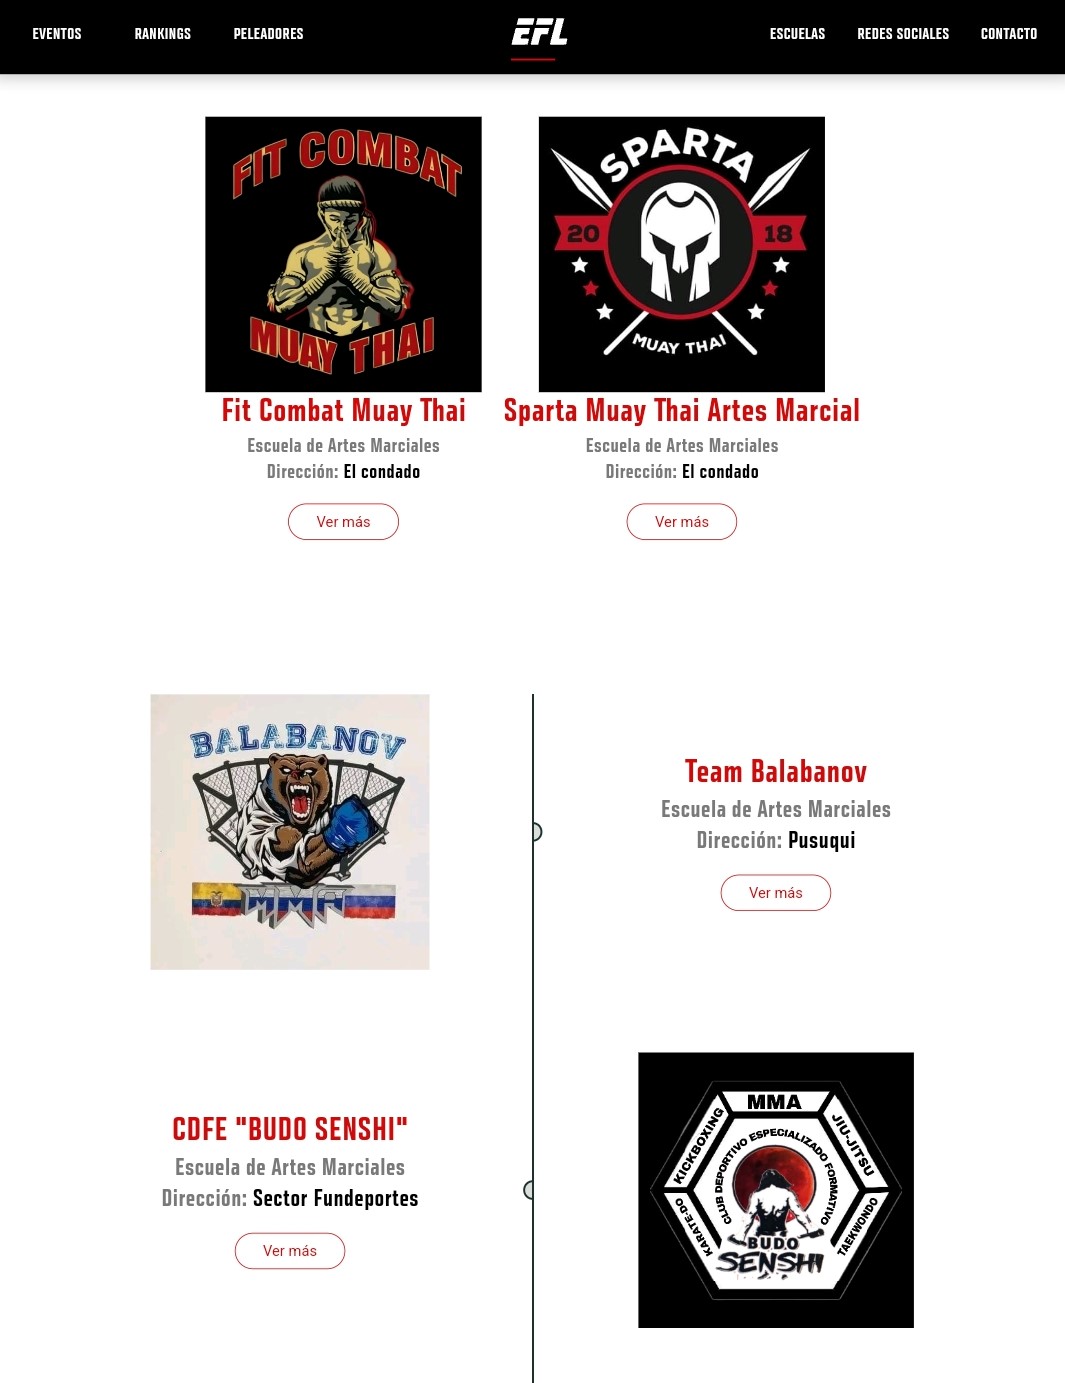 EVENTOS
RANKINGS
PELEADORES
EFL
ESCUELAS
REDES SOCIALES
CONTACTO
FIT COMBAT
MUAY THAI
SPARTA
20 18
MUAY THAI
Fit Combat Muay Thai
Escuela de Artes Marciales
Dirección: El condado
Ver más
Sparta Muay Thai Artes Marcial
Escuela de Artes Marciales
Dirección: El condado
Ver más
BALABANOV
MMA
Team Balabanov
Escuela de Artes Marciales
Dirección: Pusuqui
Ver más
CDFE "BUDO SENSHI"
Escuela de Artes Marciales
Dirección: Sector Fundeportes
Ver más
MMA
KICKBOXING
JIU-JITSU
KARATE-DO
TAEKWONDO
CLUB DEPORTIVO ESPECIALIZADO FORMATIVO
BUDO
SENSHI